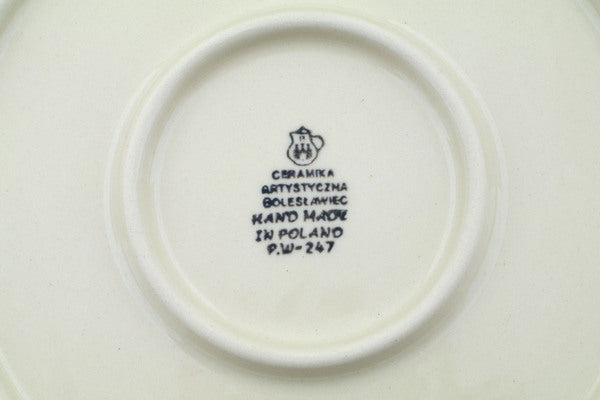 CERAMIKA
ARTYSTYCZNA
BOLESŁAWIEC
HAND MADE
IN POLAND
P.W-247